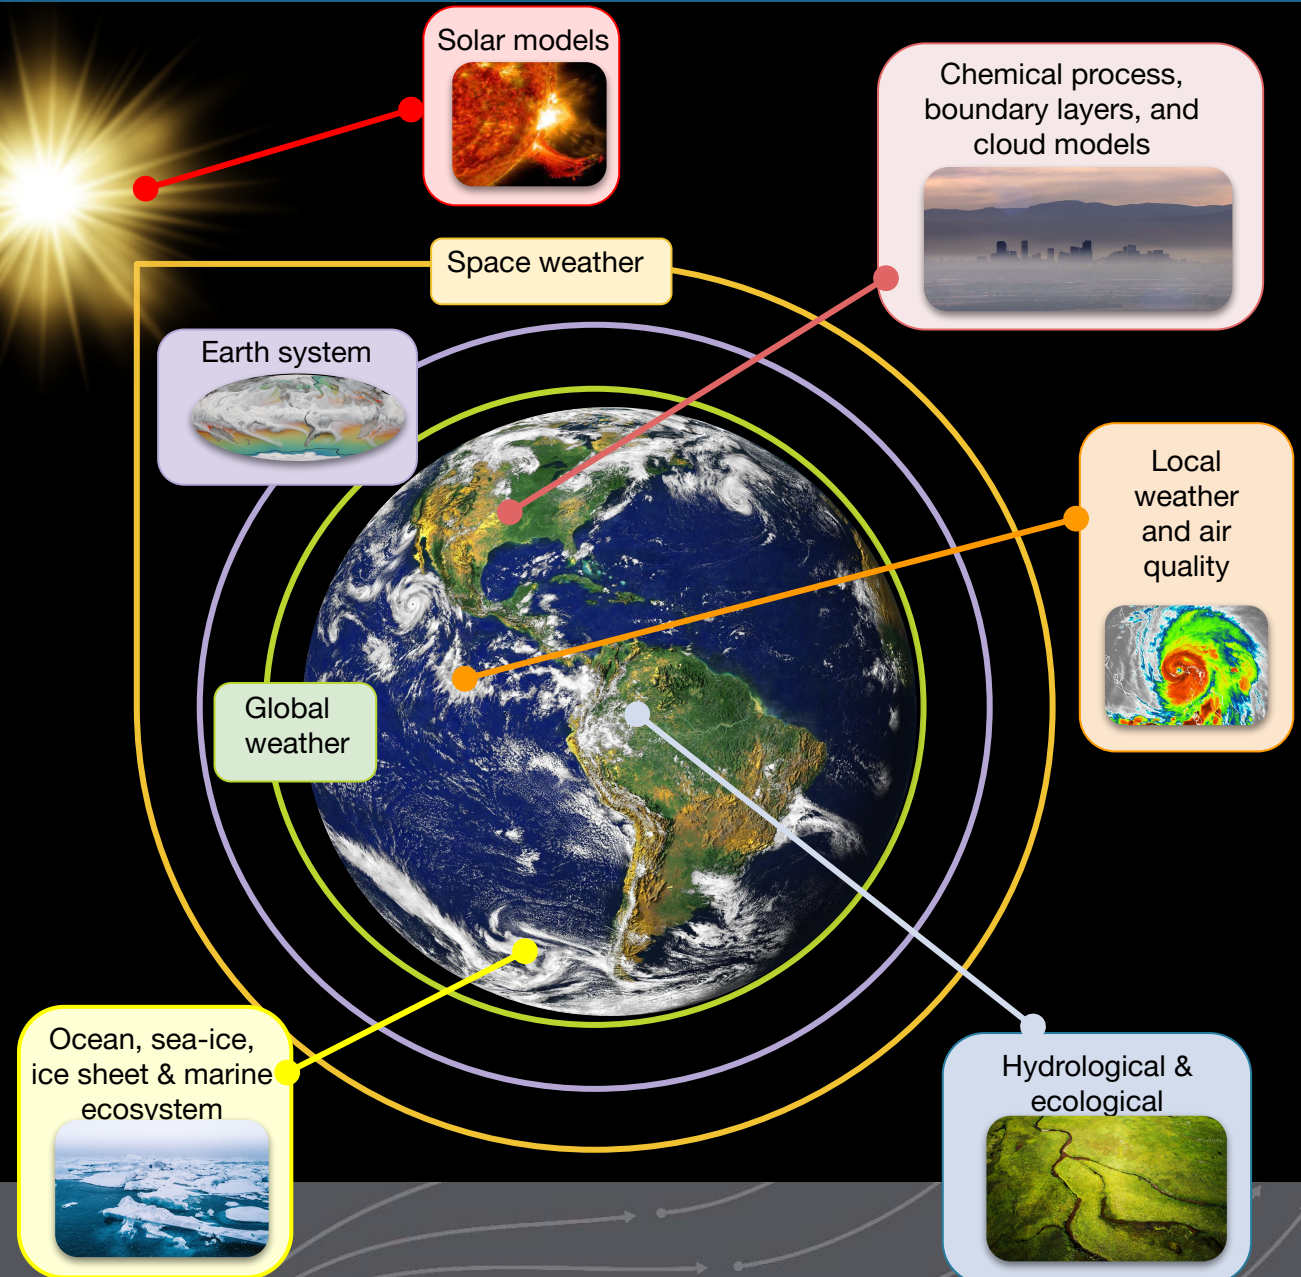 Solar models
Chemical process,
boundary layers, and
cloud models
Space weather
Earth system
Local
weather
and air
quality
Global
weather
Ocean, sea-ice,
ice sheet & marine
ecosystem
Hydrological &
ecological